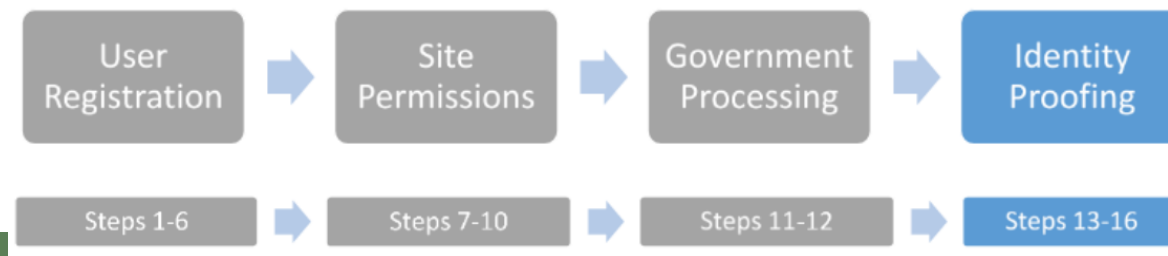 User
Registration
Site
Permissions
Government
Processing
Identity
Proofing
Steps 1-6
Steps 7-10
Steps 11-12
Steps 13-16